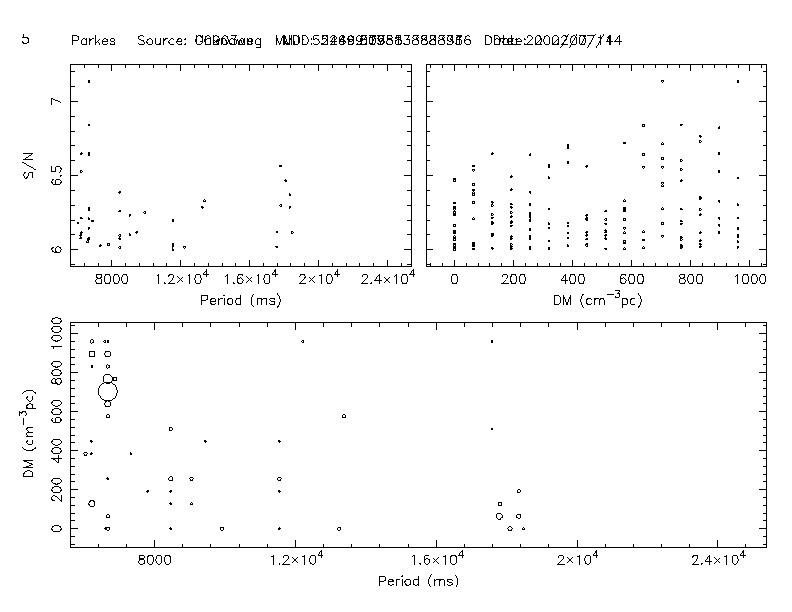 5 Parkes Source: MJD: Date:
S/N
7
6.5
6
8000 1.2×10⁴ 1.6×10⁴ 2×10⁴ 2.4×10⁴
Period (ms)
0 200 400 600 800 1000
DM (cm⁻³pc)
DM (cm⁻³pc)
1000
800
600
400
200
0
8000 1.2×10⁴ 1.6×10⁴ 2×10⁴ 2.4×10⁴
Period (ms)